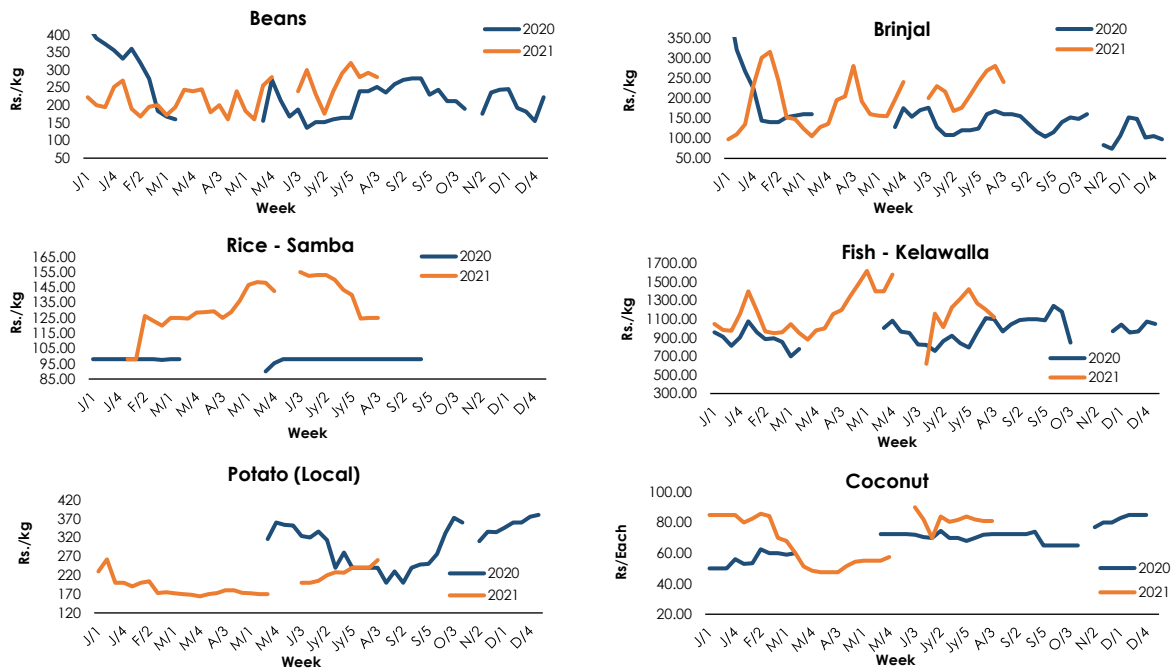 Beans
Rs./kg
400
350
300
250
200
150
100
50
J/1
J/4
F/2
M/1
M/4
A/3
M/1
M/4
J/3
Jy/2
Jy/5
A/3
S/2
S/5
O/3
N/2
D/1
D/4
Week
2020
2021
Brinjal
Rs./kg
350.00
300.00
250.00
200.00
150.00
100.00
50.00
J/1
J/4
F/2
M/1
M/4
A/3
M/1
M/4
J/3
Jy/2
Jy/5
A/3
S/2
S/5
O/3
N/2
D/1
D/4
Week
2020
2021
Rice - Samba
Rs./kg
165.00
155.00
145.00
135.00
125.00
115.00
105.00
95.00
85.00
J/1
J/4
F/2
M/1
M/4
A/3
M/1
M/4
J/3
Jy/2
Jy/5
A/3
S/2
S/5
O/3
N/2
D/1
D/4
Week
2020
2021
Fish - Kelawalla
Rs./kg
1700.00
1500.00
1300.00
1100.00
900.00
700.00
500.00
300.00
J/1
J/4
F/2
M/1
M/4
A/3
M/1
M/4
J/3
Jy/2
Jy/5
A/3
S/2
S/5
O/3
N/2
D/1
D/4
Week
2020
2021
Potato (Local)
Rs./kg
420
370
320
270
220
170
120
J/1
J/4
F/2
M/1
M/4
A/3
M/1
M/4
J/3
Jy/2
Jy/5
A/3
S/2
S/5
O/3
N/2
D/1
D/4
Week
2020
2021
Coconut
Rs/Each
100.00
80.00
60.00
40.00
20.00
J/1
J/4
F/2
M/1
M/4
A/3
M/1
M/4
J/3
Jy/2
Jy/5
A/3
S/2
S/5
O/3
N/2
D/1
D/4
Week
2020
2021